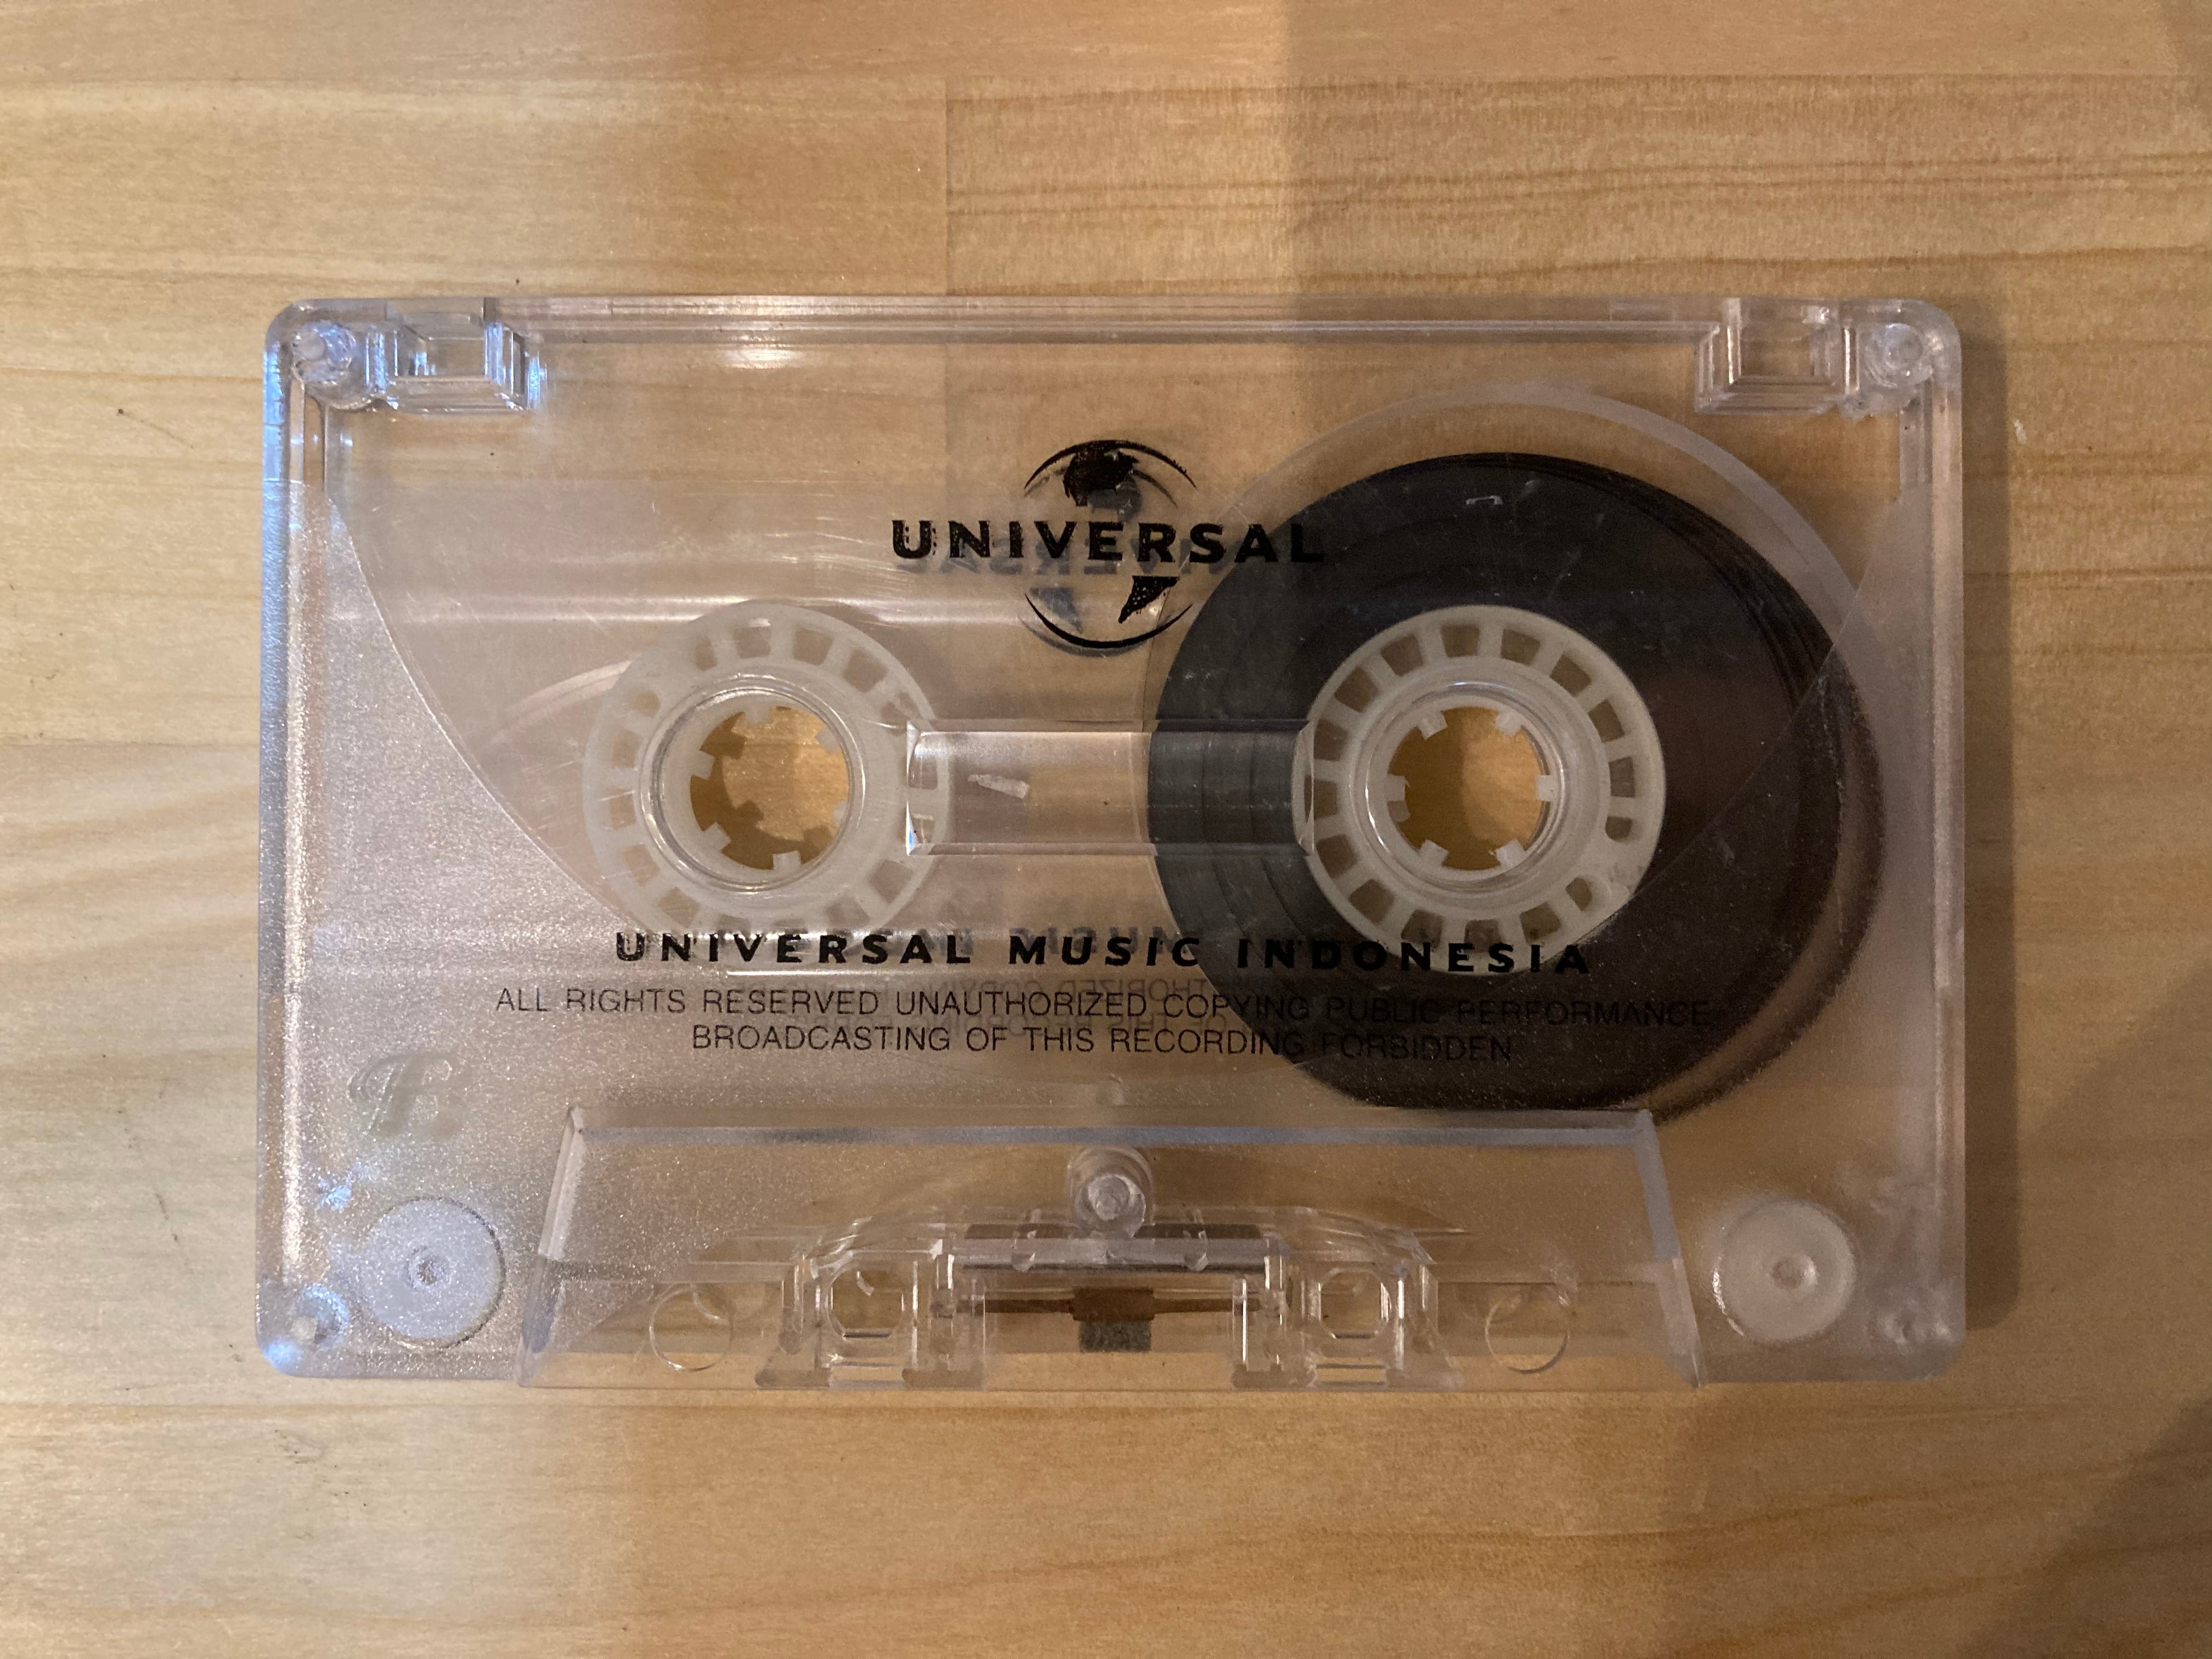 UNIVERSAL
UNIVERSAL MUSIC INDONESIA
ALL RIGHTS RESERVED UNAUTHORIZED COPYING PUBLIC PERFORMANCE
BROADCASTING OF THIS RECORDING FORBIDDEN